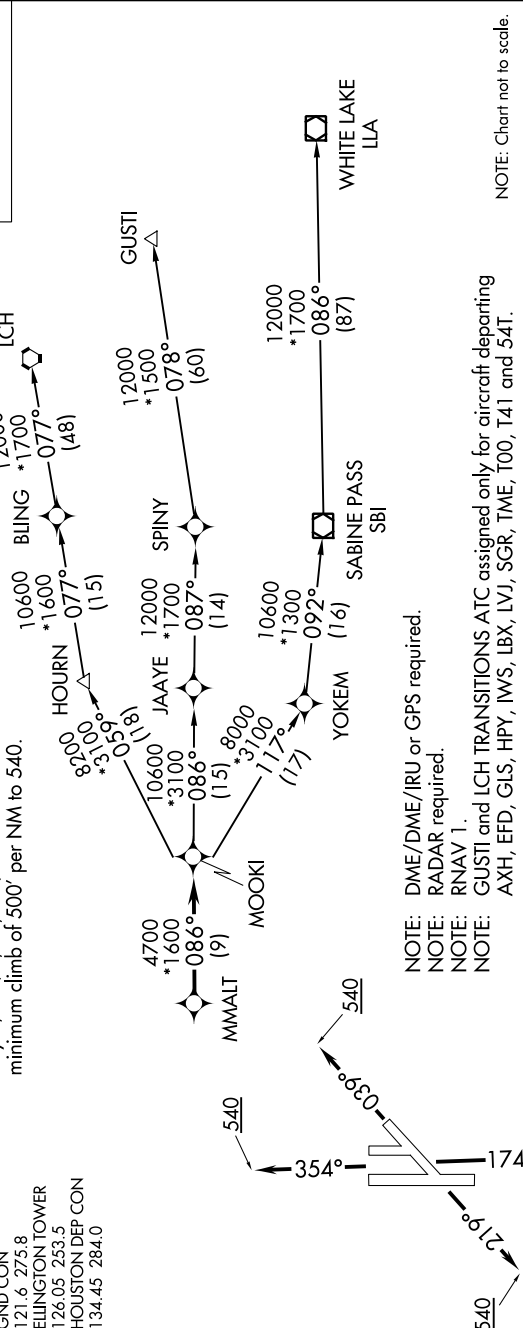 GND CON
121.6 275.8
ELLINGTON TOWER
126.05 253.5
HOUSTON DEP CON
134.45 284.0
minimum climb of 500' per NM to 540.
LCH
*1700
077°
(48)
BLING
10600
*1600
077°
(15)
HOURN
8200
*3100
059°
(18)
GUSTI
12000
*1500
078°
(60)
SPINY
12000
*1700
087°
(14)
JAAYE
10600
*3100
086°
(15)
MOOKI
4700
*1600
086°
(9)
MMALT
8000
*3100
117°
(17)
YOKEM
10600
*1300
092°
(16)
SABINE PASS
SBI
12000
*1700
086°
(87)
WHITE LAKE
LLA
540
354°
540
039°
174
219°
540
NOTE: DME/DME/IRU or GPS required.
NOTE: RADAR required.
NOTE: RNAV 1.
NOTE: GUSTI and LCH TRANSITIONS ATC assigned only for aircraft departing
AXH, EFD, GLS, HPY, IWS, LBX, LVJ, SGR, TME, T00, T41 and 54T.
NOTE: Chart not to scale.